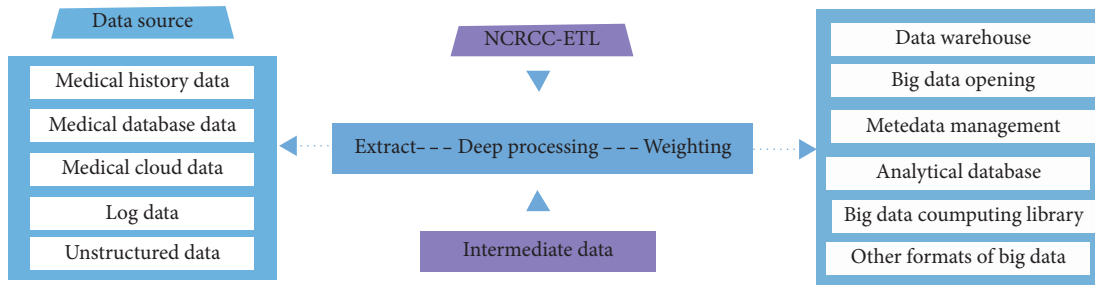 Data source
Medical history data
Medical database data
Medical cloud data
Log data
Unstructured data
NCRCC-ETL
Extract– – – Deep processing – – – Weighting
Intermediate data
Data warehouse
Big data opening
Metedata management
Analytical database
Big data coumputing library
Other formats of big data